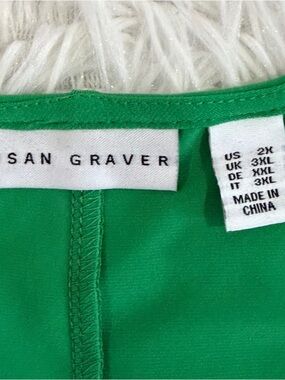 SAN GRAVER
US 2X
UK 3XL
DE XXL
IT 3XL
MADE IN
CHINA